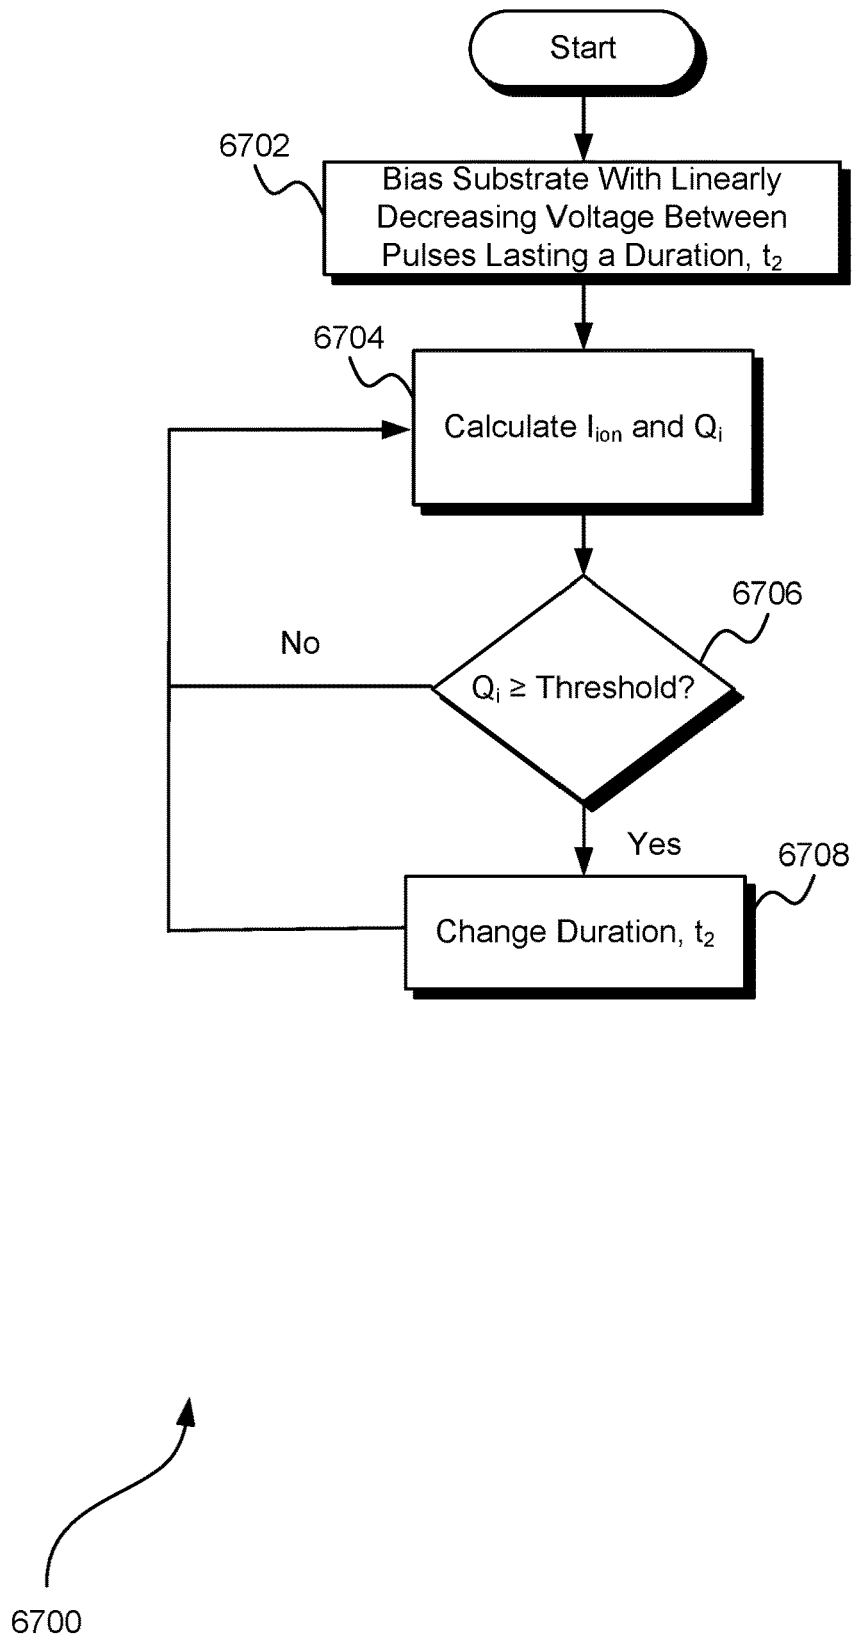 Start
6702
Bias Substrate With Linearly
Decreasing Voltage Between
Pulses Lasting a Duration, t₂
6704
Calculate Iᵢₒₙ and Qᵢ
6706
No
Qᵢ ≥ Threshold?
Yes
6708
Change Duration, t₂
6700